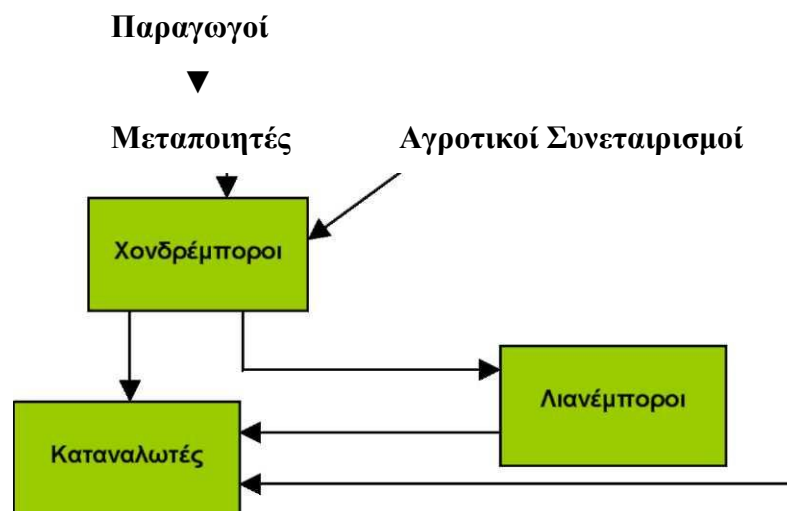 Παραγωγοί
Μεταποιητές Αγροτικοί Συνεταιρισμοί
Χονδρέμποροι
Λιανέμποροι
Καταναλωτές